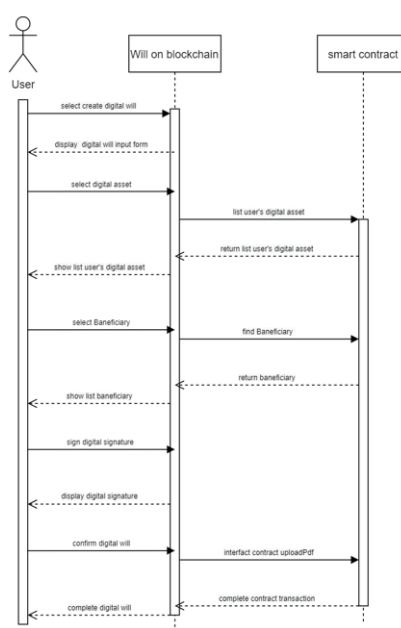 Will on blockchain
smart contract
User
select create digital will
display digital will input form
select digital asset
list user's digital asset
return list user's digital asset
show list user's digital asset
select Baneficiary
find Baneficiary
return baneficiary
show list baneficiary
sign digital signature
display digital signature
confirm digital will
interfact contract uploadPdf
complete contract transaction
complete digital will